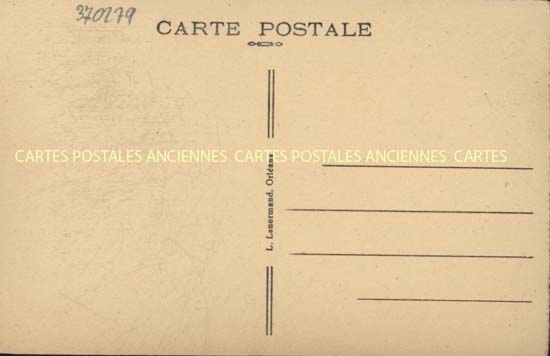 370279
CARTE POSTALE
CARTES POSTALES ANCIENNES CARTES POSTALES ANCIENNES CARTES
L. Lenormand, Orléans